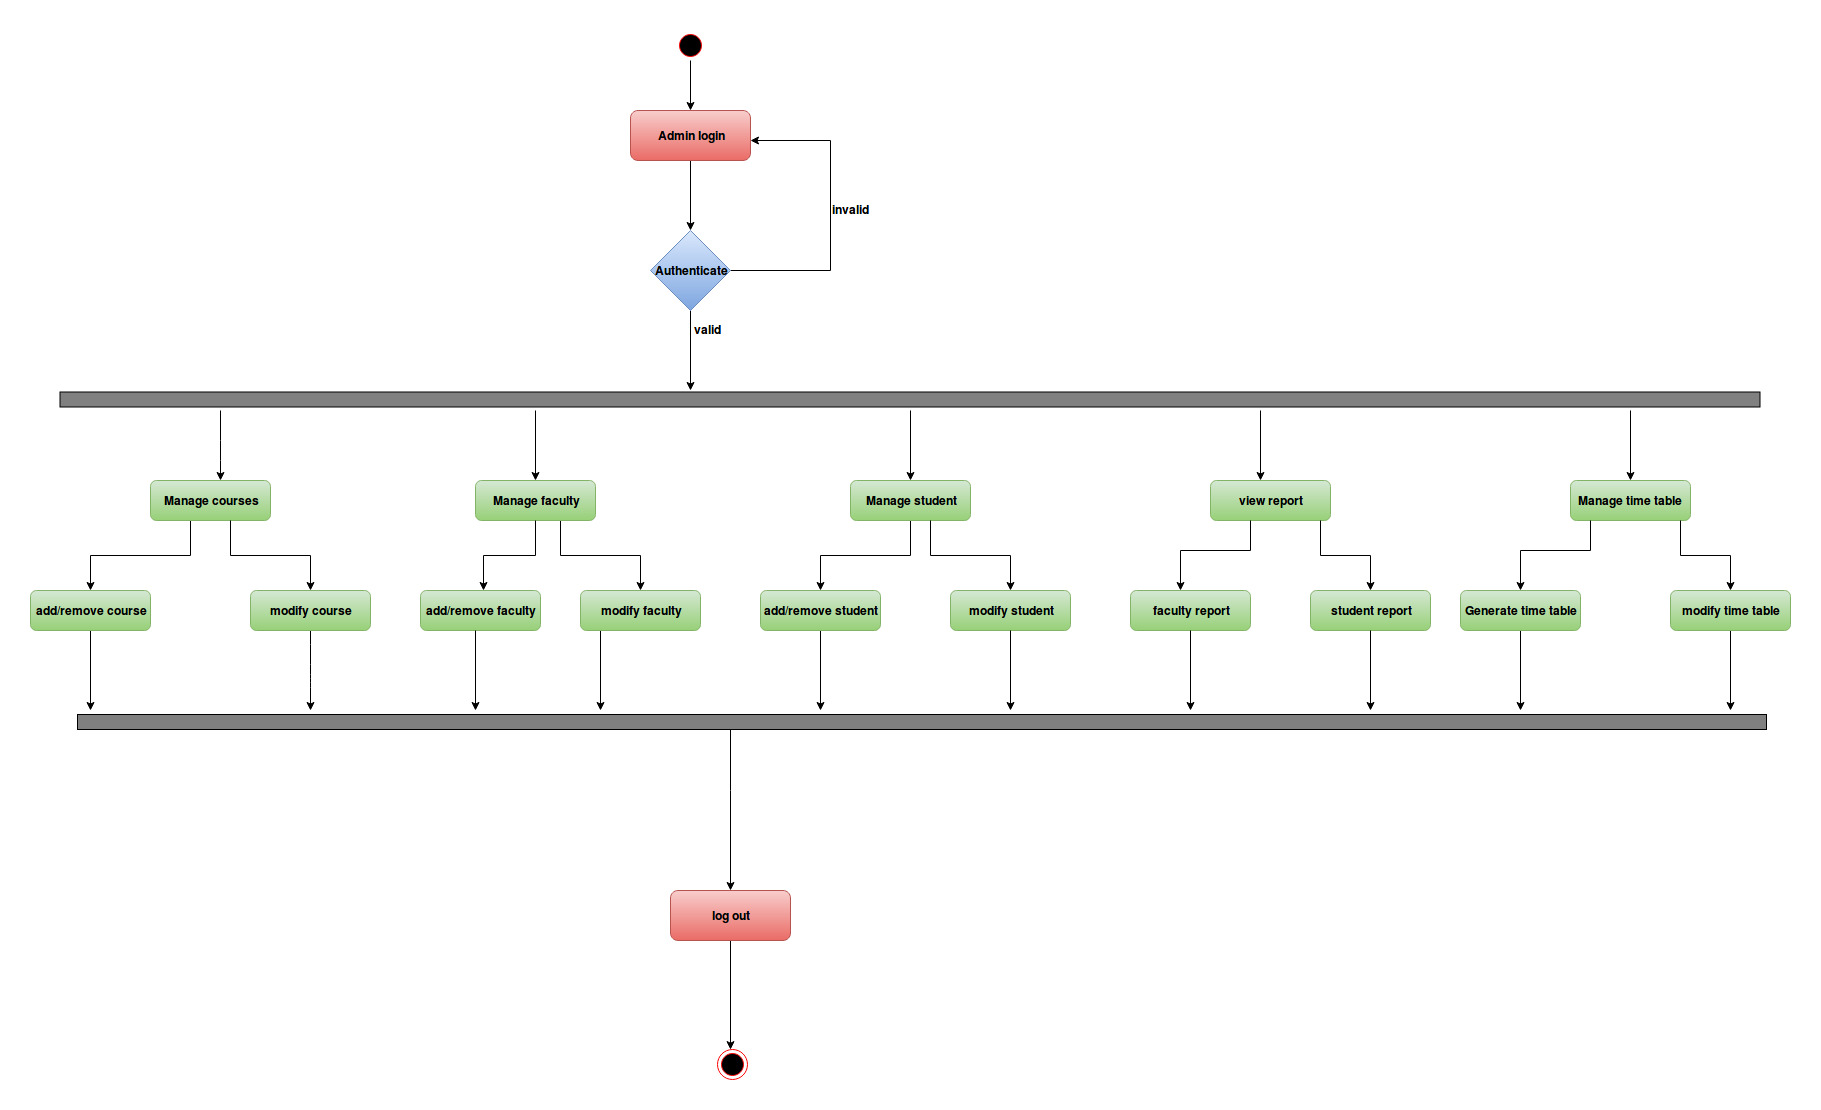 Admin login
invalid
Authenticate
valid
Manage courses
Manage faculty
Manage student
view report
Manage time table
add/remove course
modify course
add/remove faculty
modify faculty
add/remove student
modify student
faculty report
student report
Generate time table
modify time table
log out